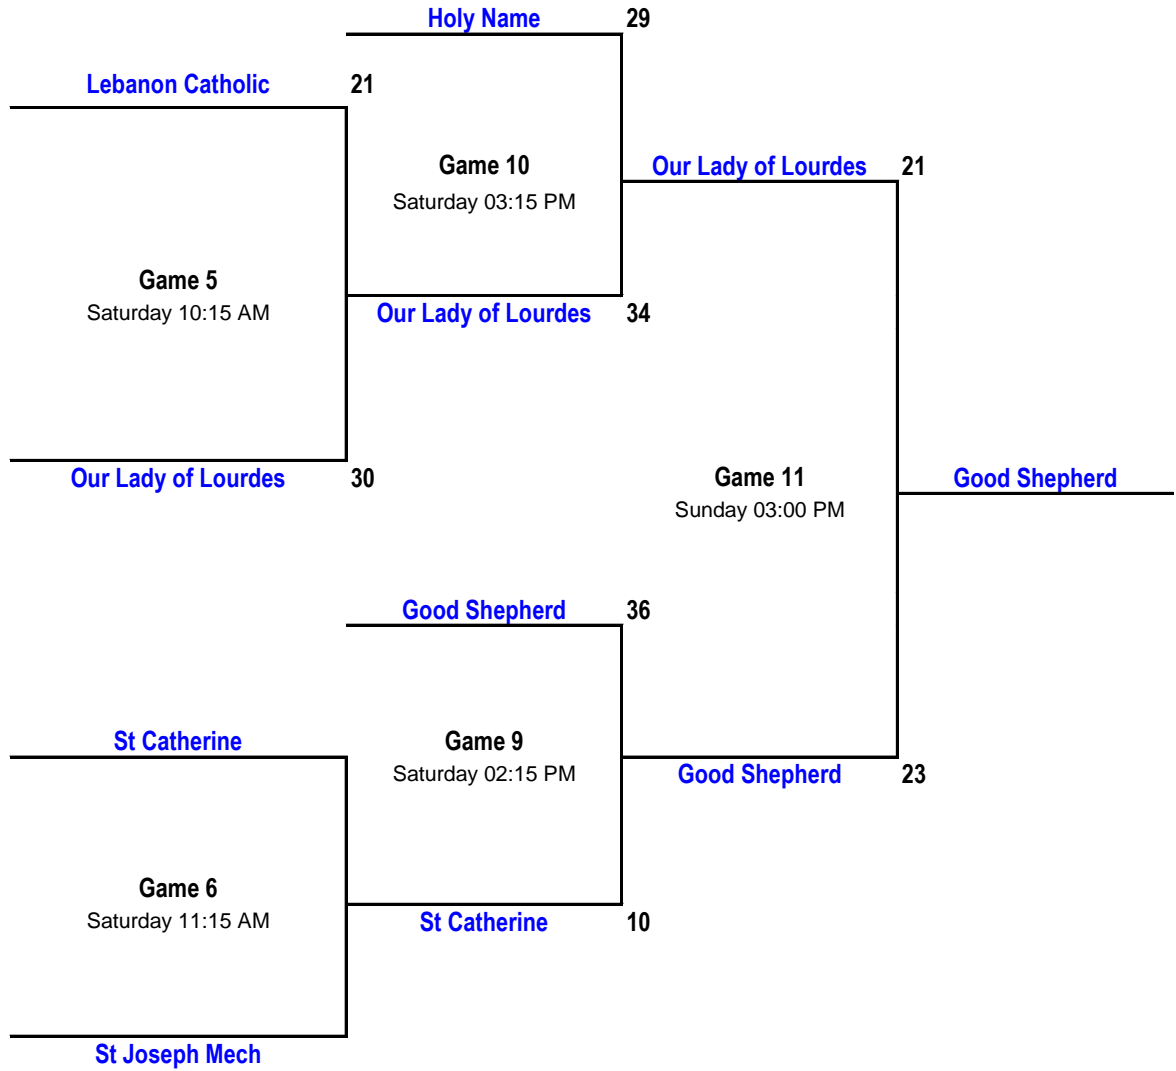 Holy Name 29
Lebanon Catholic 21
Game 10
Saturday 03:15 PM
Our Lady of Lourdes 21
Game 5
Saturday 10:15 AM
Our Lady of Lourdes 34
Our Lady of Lourdes 30
Game 11
Sunday 03:00 PM
Good Shepherd
Good Shepherd 36
St Catherine
Game 9
Saturday 02:15 PM
Good Shepherd 23
Game 6
Saturday 11:15 AM
St Catherine 10
St Joseph Mech